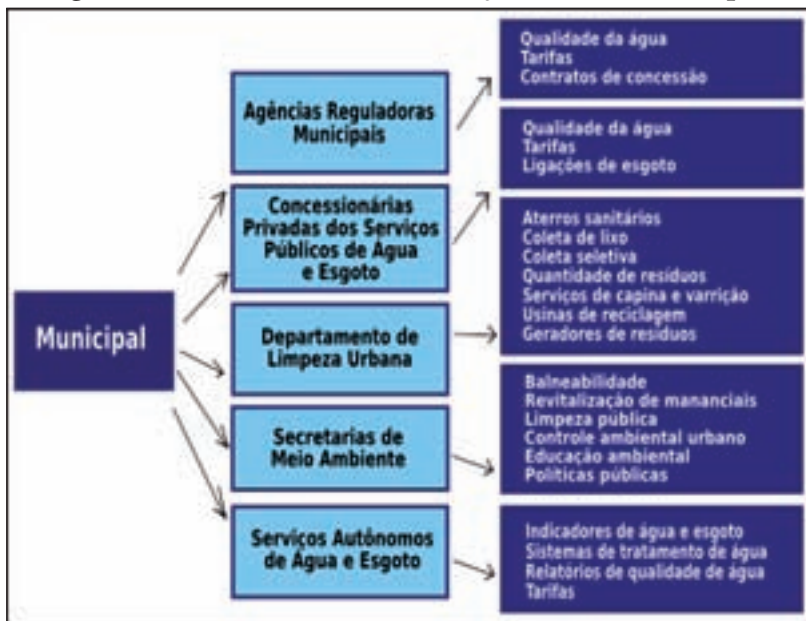 Municipal
Agências Reguladoras
Municipais
Qualidade da água
Tarifas
Contratos de concessão
Concessionárias
Privadas dos Serviços
Públicos de Água
e Esgoto
Qualidade da água
Tarifas
Ligações de esgoto
Departamento de
Limpeza Urbana
Aterros sanitários
Coleta de lixo
Coleta seletiva
Quantidade de resíduos
Serviços de capina e varrição
Usinas de reciclagem
Geradores de resíduos
Secretarias de
Meio Ambiente
Balneabilidade
Revitalização de mananciais
Limpeza pública
Controle ambiental urbano
Educação ambiental
Políticas públicas
Serviços Autônomos
de Água e Esgoto
Indicadores de água e esgoto
Sistemas de tratamento de água
Relatórios de qualidade de água
Tarifas